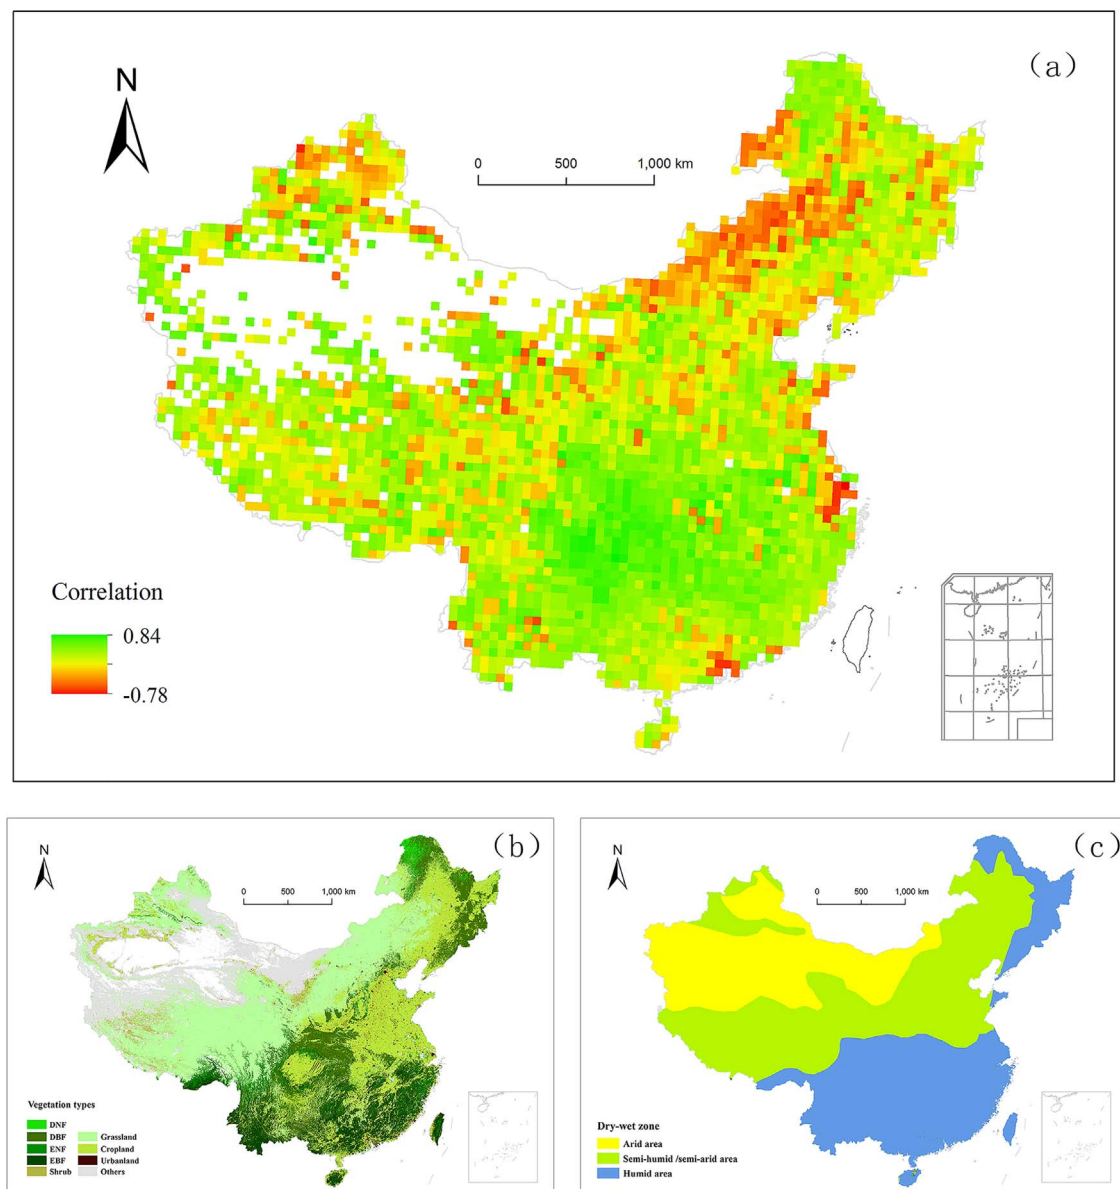 (a)
N
0 500 1,000 km
Correlation
0.84
-0.78
(b)
N
0 500 1,000 km
Vegetation types
DNF
DBF Grassland
ENF Cropland
EBF Urbanland
Shrub Others
(c)
N
0 500 1,000 km
Dry-wet zone
Arid area
Semi-humid /semi-arid area
Humid area